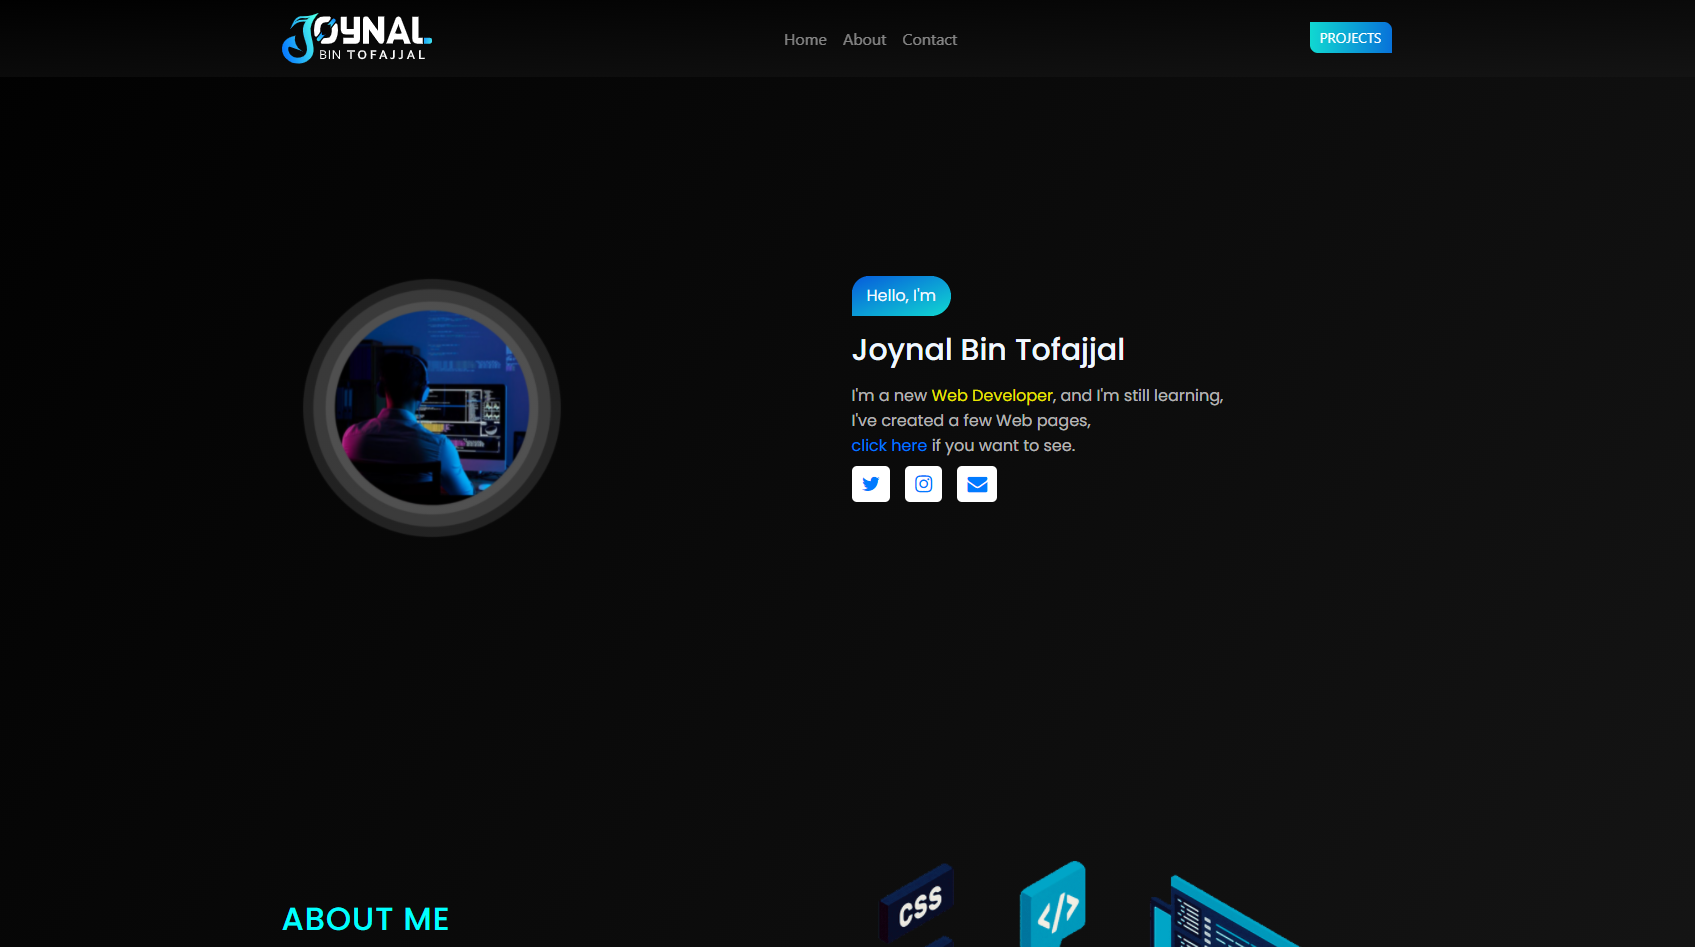 JOYNAL
BIN TOFAJJAL
Home About Contact
PROJECTS
Hello, I'm
Joynal Bin Tofajjal
I'm a new Web Developer, and I'm still learning,
I've created a few Web pages,
click here if you want to see.
ABOUT ME
CSS
</>